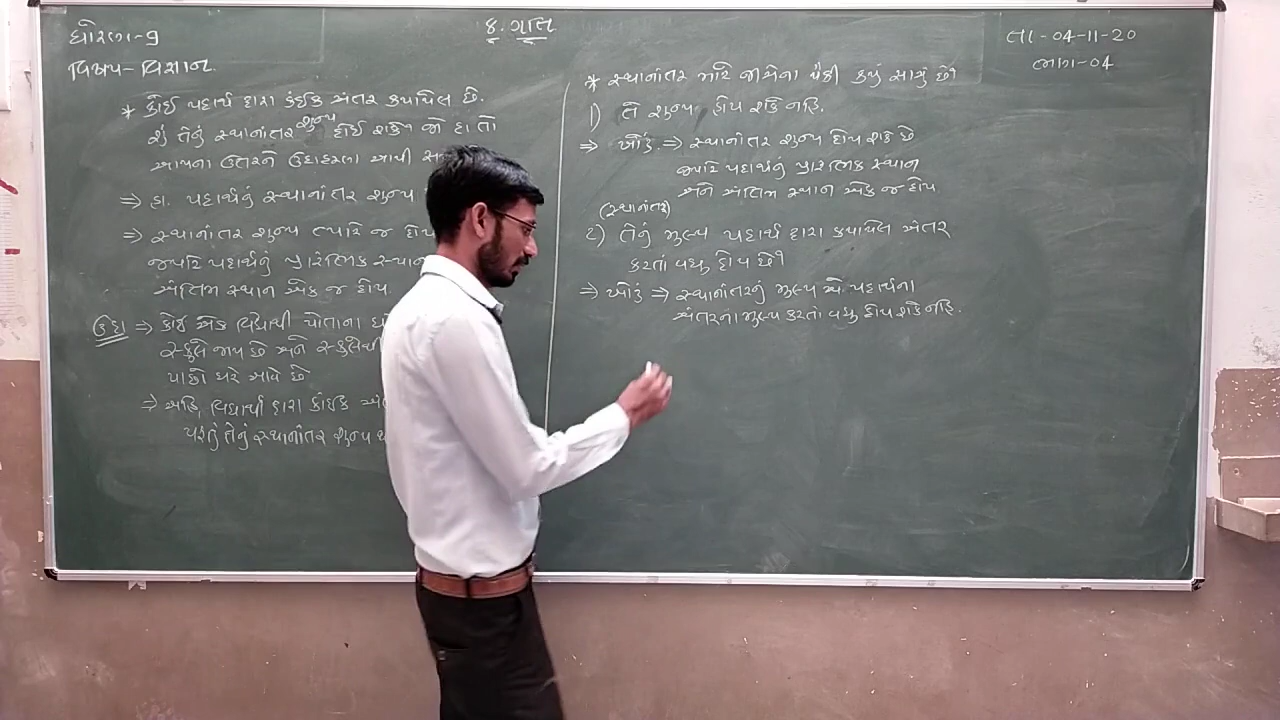 ધોરણ-9
વિષય- વિજ્ઞાન.
૪. ગતિ
તા-04-11-20
ભાગ-04
* કોઈ પદાર્થ દ્વારા કંઈક અંતર કપાયેલ છે.
શું તેનું સ્થાનાંતર શૂન્ય હોઈ શકે? જો હા તો
આપના ઉત્તરને ઉદાહરણ આપી
⇒ હા. પદાર્થનું સ્થાનાંતર શૂન્ય
⇒ સ્થાનાંતર શૂન્ય ત્યારે જ હોય
જ્યારે પદાર્થનું પ્રારંભિક સ્થાન
અંતિમ સ્થાન એક જ હોય.
ઉદા ⇒ કોઈ એક વિદ્યાર્થી પોતાના
સ્કુલે જાય છે અને સ્કુલેથી
પાછો ઘરે આવે છે
⇒ અહિ, વિદ્યાર્થી દ્વારા કાંઇક
પરંતુ તેનું સ્થાનાંતર શૂન્ય
* સ્થાનાંતર માટે નીચેના પૈકી કયું સાચું છે?
1) તે શૂન્ય હોય શકે નહિ.
⇒ ખોટું. ⇒ સ્થાનાંતર શૂન્ય હોય શકે છે
જ્યારે પદાર્થનું પ્રારંભિક સ્થાન
અને અંતિમ સ્થાન એક જ હોય.
(સ્થાનાંતર)
2) તેનું મુલ્ય પદાર્થ દ્વારા કપાયેલ અંતર
કરતાં વધુ હોય છે?
⇒ ખોટું ⇒ સ્થાનાંતરનું મુલ્ય એ પદાર્થના
અંતરના મુલ્ય કરતા વધુ હોય શકે નહિ.